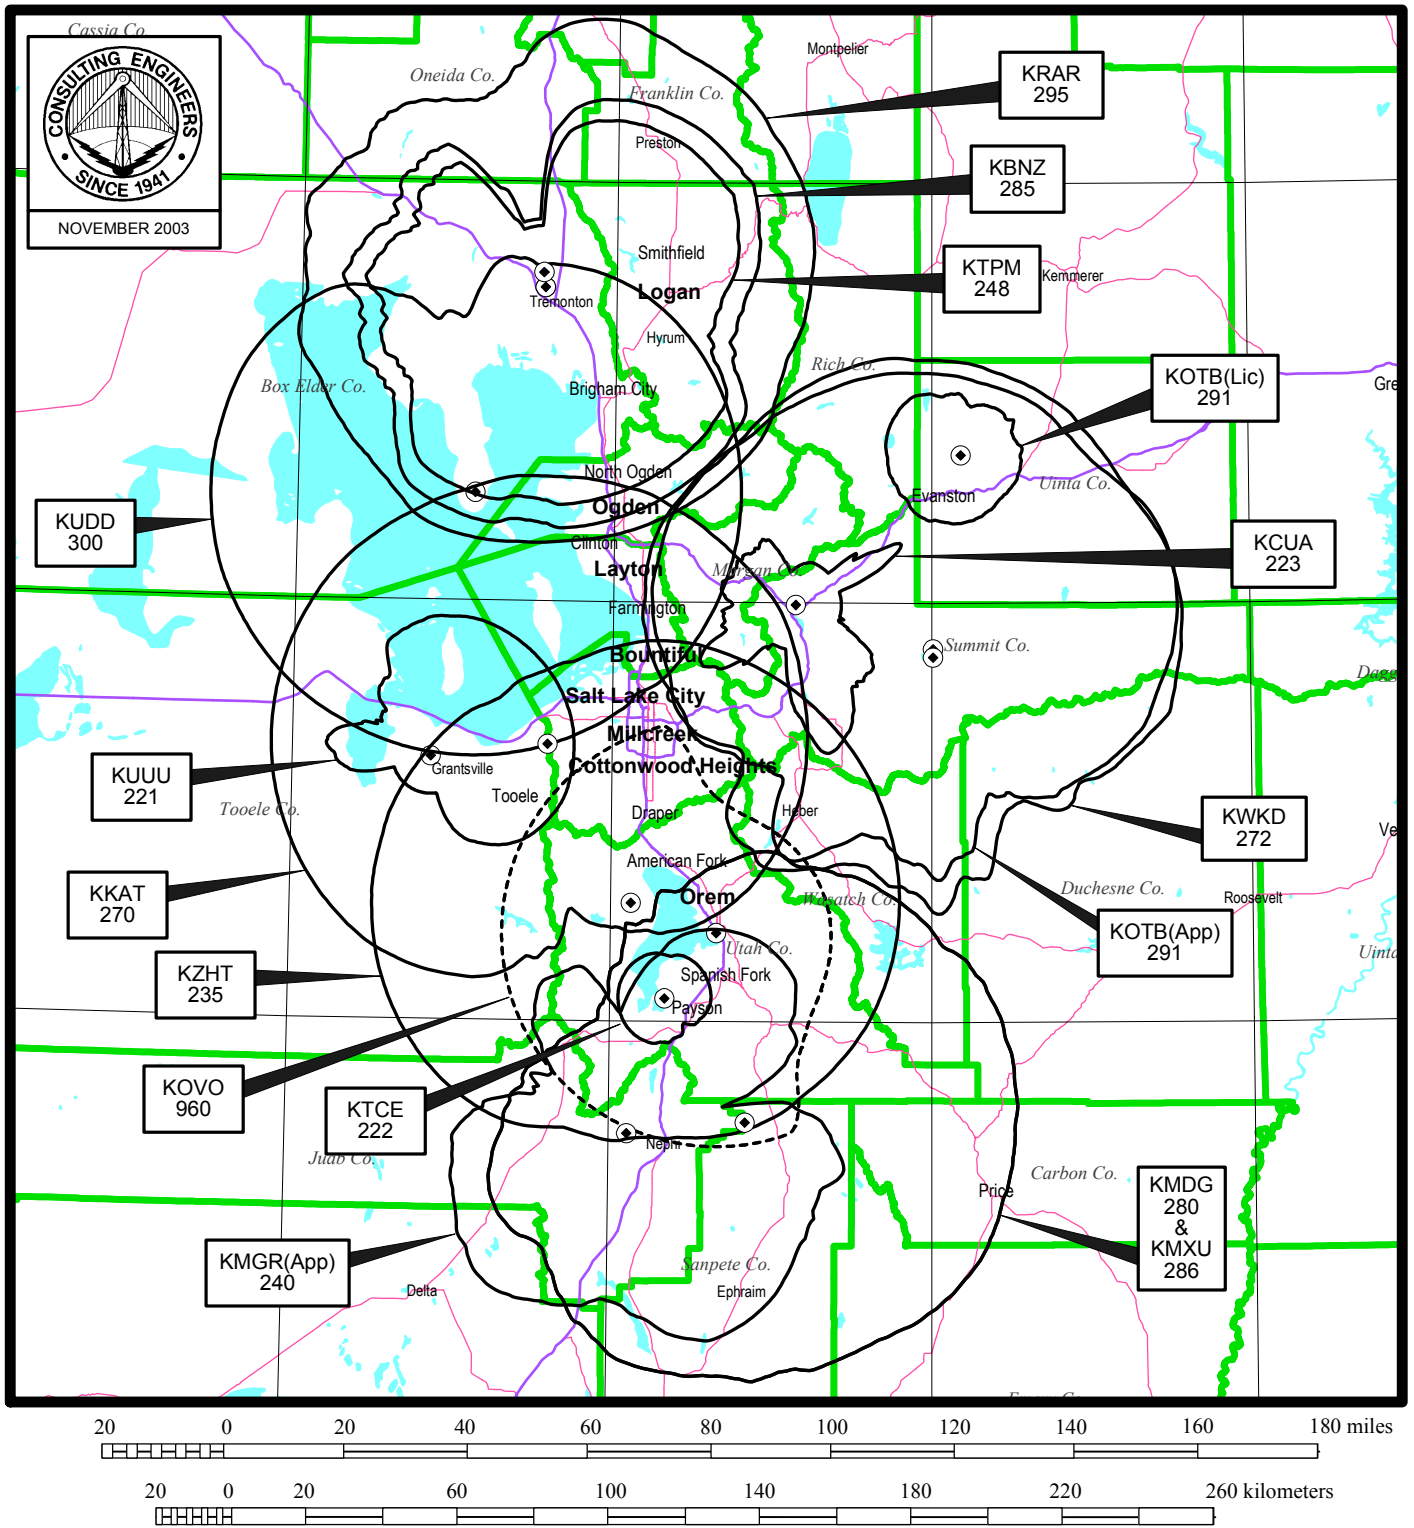 Cassia Co.
CONSULTING ENGINEERS
SINCE 1941
NOVEMBER 2003
Oneida Co.
Montpelier
Franklin Co.
KRAR
295
Preston
KBNZ
285
Smithfield
KTPM
248
Kemmerer
Logan
Tremonton
Hyrum
Rich Co.
Box Elder Co.
Brigham City
KOTB(Lic)
291
Gre
North Ogden
Evanston
Uinta Co.
Ogden
KUDD
300
Clinton
KCUA
223
Layton
Morgan Co.
Farmington
Bountiful
Summit Co.
Dagg
Salt Lake City
Millcreek
Cottonwood Heights
Grantsville
KUUU
221
Tooele
Tooele Co.
Draper
Heber
KWKD
272
Ve
American Fork
KKAT
270
Orem
Wasatch Co.
Duchesne Co.
Roosevelt
KOTB(App)
291
Utah Co.
Uinta
KZHT
235
Spanish Fork
Payson
KOVO
960
KTCE
222
Nephi
Juab Co.
Carbon Co.
Price
KMDG
280
&
KMXU
286
KMGR(App)
240
Sanpete Co.
Delta
Ephraim
20 0 20 40 60 80 100 120 140 160 180 miles
20 0 20 60 100 140 180 220 260 kilometers